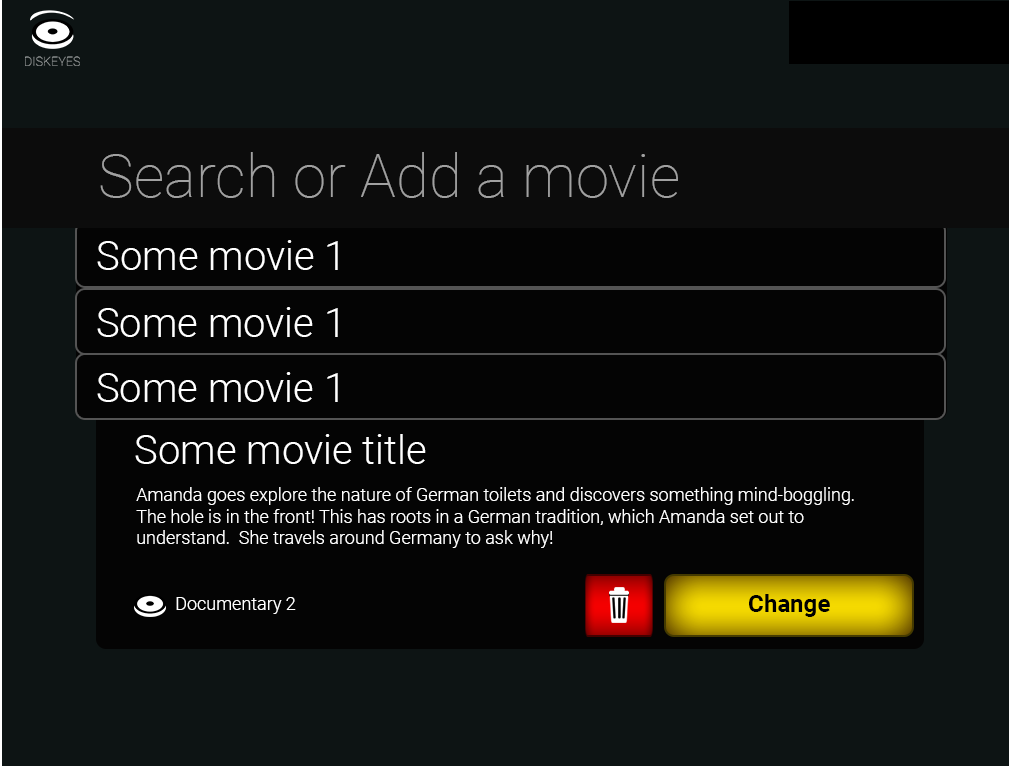 DISKEYES
Search or Add a movie
Some movie 1
Some movie 1
Some movie 1
Some movie title
Amanda goes explore the nature of German toilets and discovers something mind-boggling.
The hole is in the front! This has roots in a German tradition, which Amanda set out to
understand.  She travels around Germany to ask why!
Documentary 2
Change